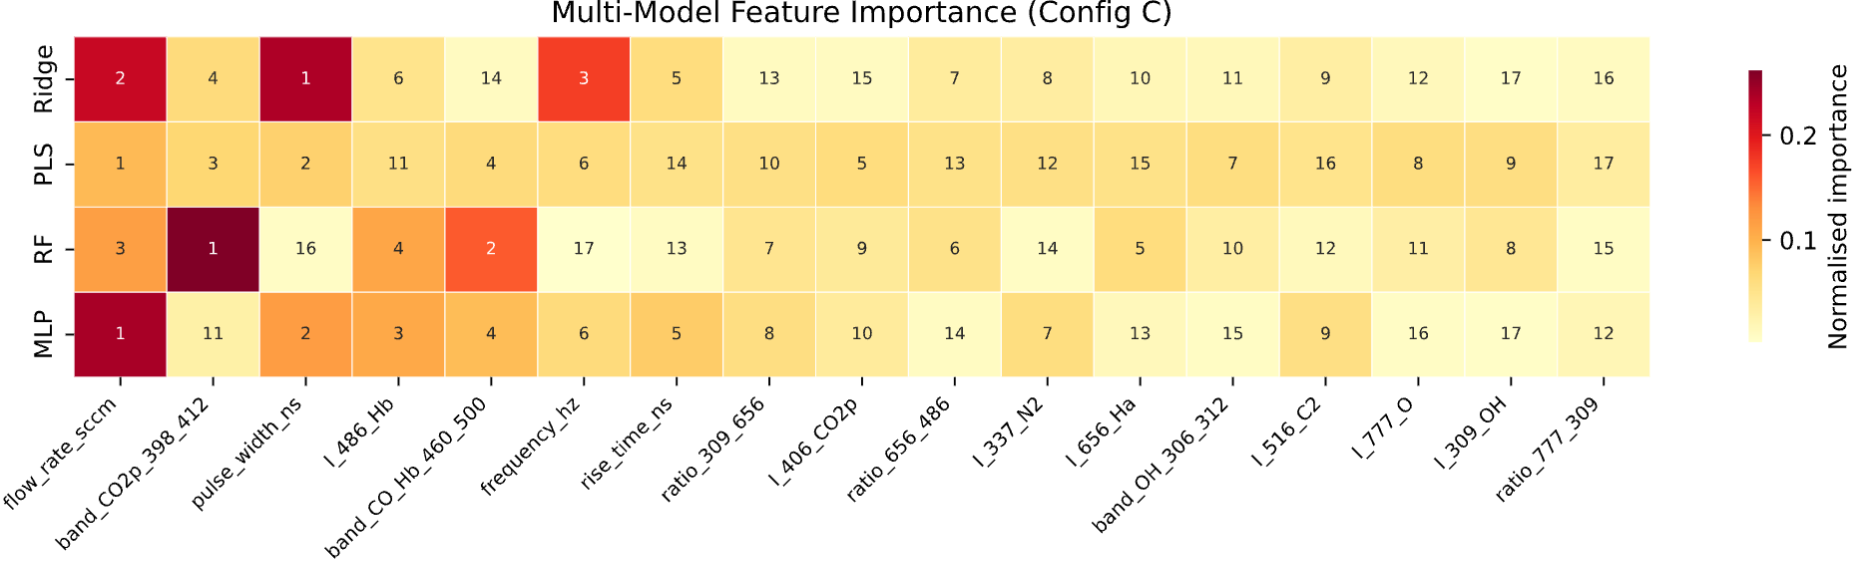 Multi-Model Feature Importance (Config C)
Ridge 2 4 1 6 14 3 5 13 15 7 8 10 11 9 12 17 16
PLS 1 3 2 11 4 6 14 10 5 13 12 15 7 16 8 9 17
RF 3 1 16 4 2 17 13 7 9 6 14 5 10 12 11 8 15
MLP 1 11 2 3 4 6 5 8 10 14 7 13 15 9 16 17 12
flow_rate_sccm
band_CO2p_398_412
pulse_width_ns
I_486_Hb
band_CO_Hb_460_500
frequency_hz
rise_time_ns
ratio_309_656
I_406_CO2p
ratio_656_486
I_337_N2
I_656_Ha
band_OH_306_312
I_516_C2
I_777_O
I_309_OH
ratio_777_309
0.2
0.1
Normalised importance